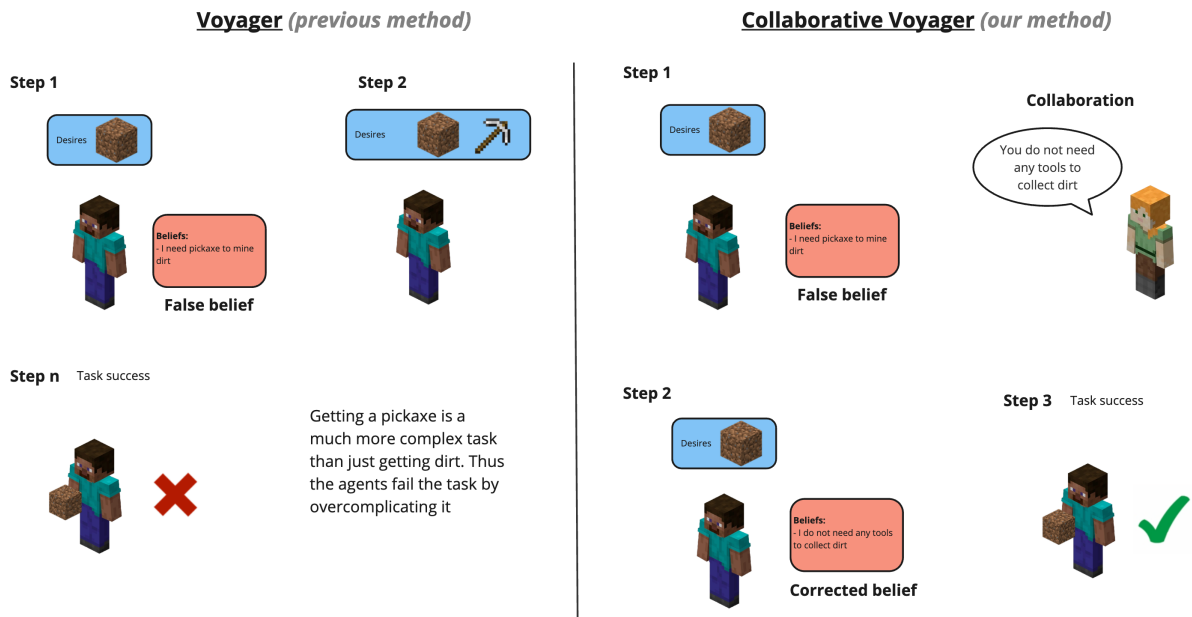 Voyager (previous method)
Step 1
Step 2
Desires
Desires
Beliefs:
- I need pickaxe to mine
dirt
False belief
Step n Task success
Getting a pickaxe is a
much more complex task
than just getting dirt. Thus
the agents fail the task by
overcomplicating it
Collaborative Voyager (our method)
Step 1
Collaboration
Desires
You do not need
any tools to
collect dirt
Beliefs:
- I need pickaxe to mine
dirt
False belief
Step 2
Step 3 Task success
Desires
Beliefs:
- I do not need any tools
to collect dirt
Corrected belief